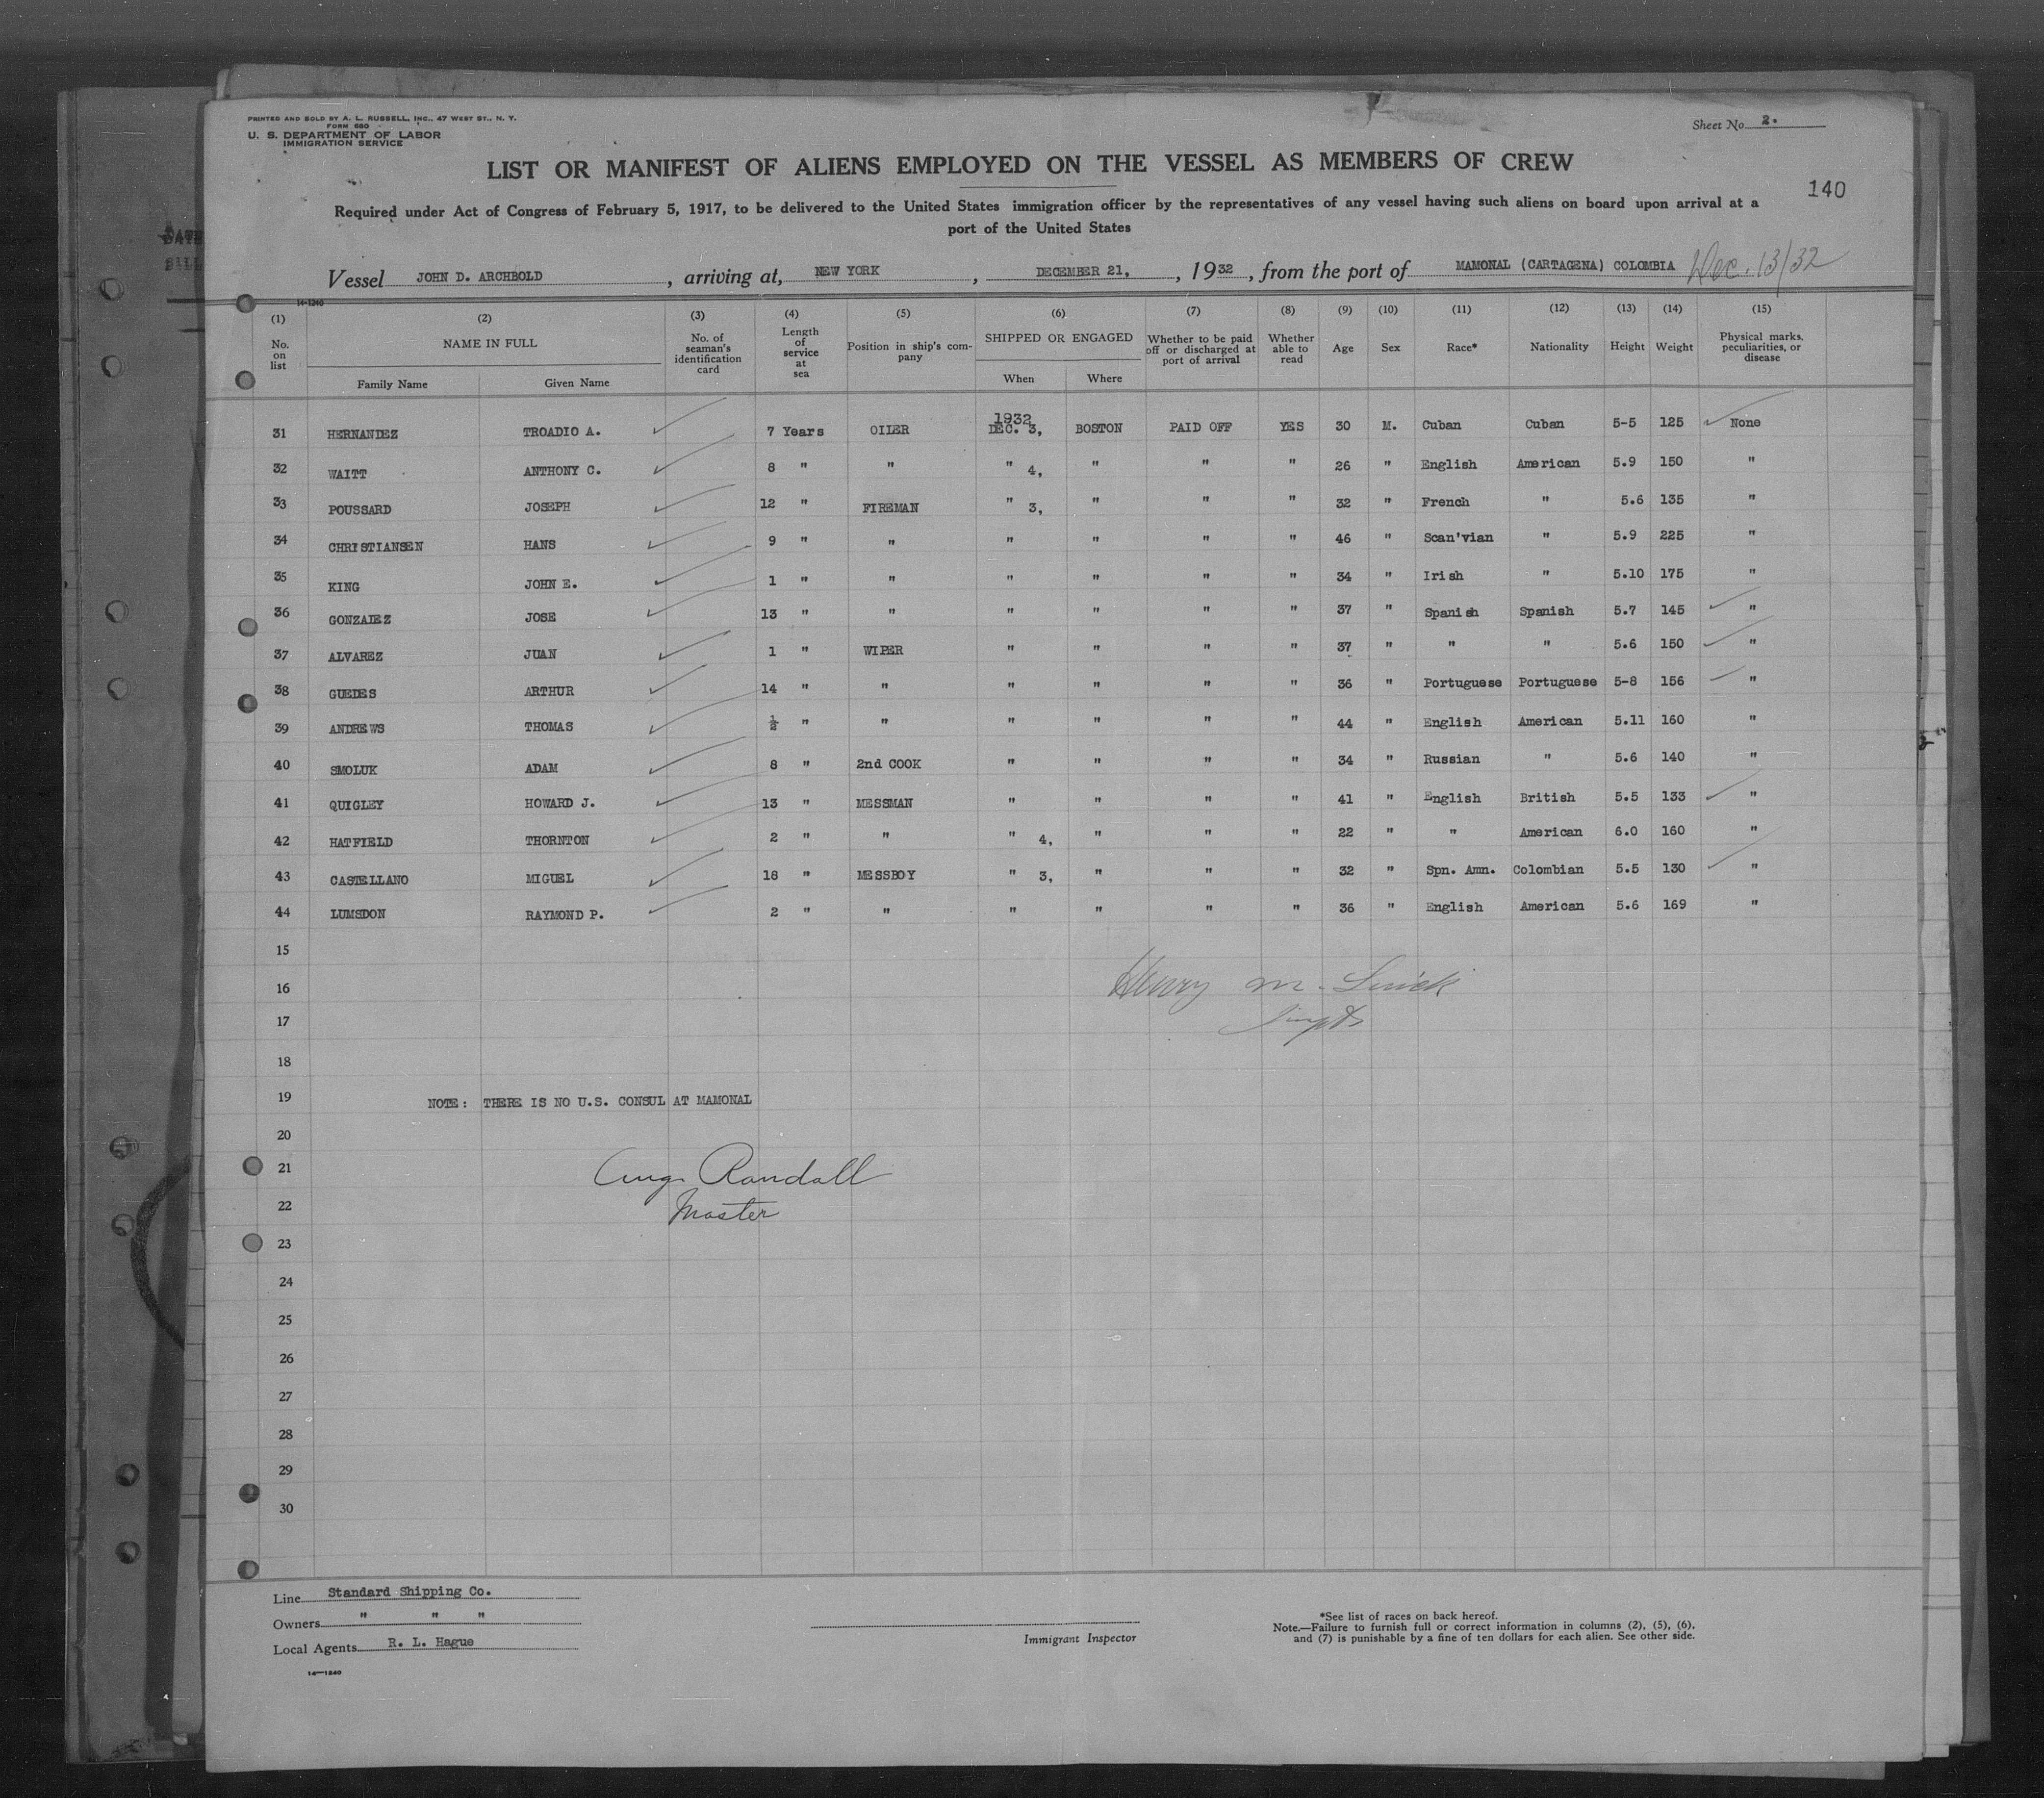 PRINTED AND SOLD BY A. L. RUSSELL, INC., 47 WEST ST., N. Y.
FORM 680
U. S. DEPARTMENT OF LABOR
IMMIGRATION SERVICE
Sheet No. 2.
LIST OR MANIFEST OF ALIENS EMPLOYED ON THE VESSEL AS MEMBERS OF CREW
140
Required under Act of Congress of February 5, 1917, to be delivered to the United States immigration officer by the representatives of any vessel having such aliens on board upon arrival at a
port of the United States
Vessel JOHN D. ARCHBOLD, arriving at, NEW YORK, DECEMBER 21, , 1932, from the port of MAMONAL (CARTAGENA) COLOMBIA Dec. 13/32
14-1240
(1) (2) (3) (4) (5) (6) (7) (8) (9) (10) (11) (12) (13) (14) (15)
No. on list NAME IN FULL No. of seaman's identification card Length of service at sea Position in ship's company SHIPPED OR ENGAGED Whether to be paid off or discharged at port of arrival Whether able to read Age Sex Race* Nationality Height Weight Physical marks, peculiarities, or disease
Family Name Given Name When Where
1932
31 HERNANDEZ TROADIO A. 7 Years OILER DEC. 3, BOSTON PAID OFF YES 30 M. Cuban Cuban 5-5 125 None
32 WAITT ANTHONY C. 8 " " " 4, " " " 26 " English American 5.9 150 "
33 POUSSARD JOSEPH 12 " FIREMAN " 3, " " " 32 " French " 5.6 135 "
34 CHRISTIANSEN HANS 9 " " " " " " 46 " Scan'vian " 5.9 225 "
35 KING JOHN E. 1 " " " " " " 34 " Irish " 5.10 175 "
36 GONZALEZ JOSE 13 " " " " " " 37 " Spanish Spanish 5.7 145 "
37 ALVAREZ JUAN 1 " WIPER " " " " 37 " " " 5.6 150 "
38 GUEDES ARTHUR 14 " " " " " " 36 " Portuguese Portuguese 5-8 156 "
39 ANDREWS THOMAS ½ " " " " " " 44 " English American 5.11 160 "
40 SMOLUK ADAM 8 " 2nd COOK " " " " 34 " Russian " 5.6 140 "
41 QUIGLEY HOWARD J. 13 " MESSMAN " " " " 41 " English British 5.5 133 "
42 HATFIELD THORNTON 2 " " " 4, " " " 22 " " American 6.0 160 "
43 CASTELLANO MIGUEL 18 " MESSBOY " 3, " " " 32 " Spn. Amn. Colombian 5.5 130 "
44 LUMSDON RAYMOND P. 2 " " " " " " 36 " English American 5.6 169 "
15
16 Henry M.
17
18
19 NOTE: THERE IS NO U.S. CONSUL AT MAMONAL
20
21 Aug. Randall
22 Master
23
24
25
26
27
28
29
30
Line Standard Shipping Co.
Owners " " "
Local Agents R. L. Hague
14—1240
Immigrant Inspector
*See list of races on back hereof.
Note.—Failure to furnish full or correct information in columns (2), (5), (6),
and (7) is punishable by a fine of ten dollars for each alien. See other side.